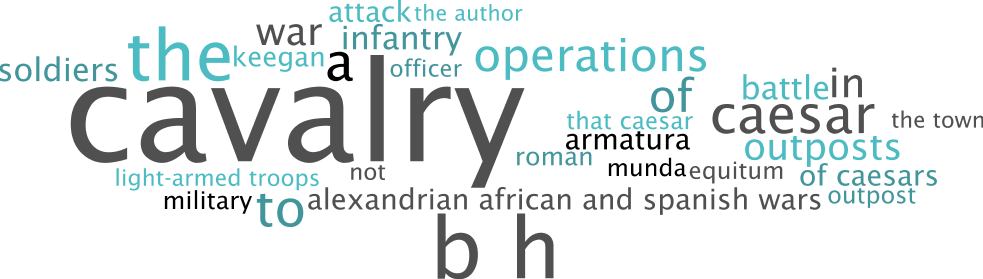 attack the author
war infantry
the keegan a officer operations
soldiers
cavalry
of battle in
that caesar caesar the town
armatura outposts
roman munda equitum of caesars
light-armed troops not
military to alexandrian african and spanish wars outpost
b h